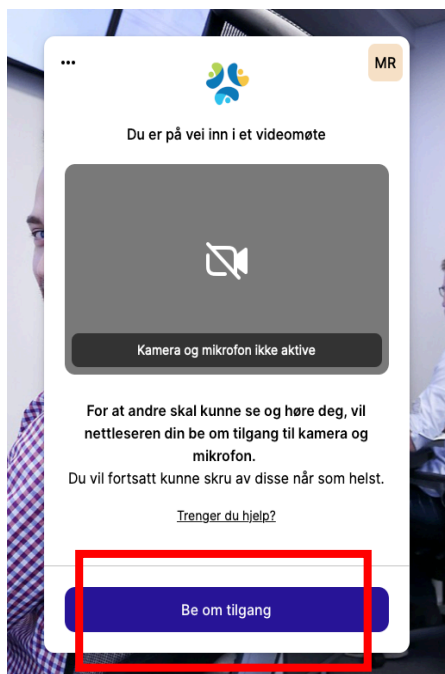 •••
MR
Du er på vei inn i et videomøte
Kamera og mikrofon ikke aktive
For at andre skal kunne se og høre deg, vil
nettleseren din be om tilgang til kamera og
mikrofon.
Du vil fortsatt kunne skru av disse når som helst.
Trenger du hjelp?
Be om tilgang